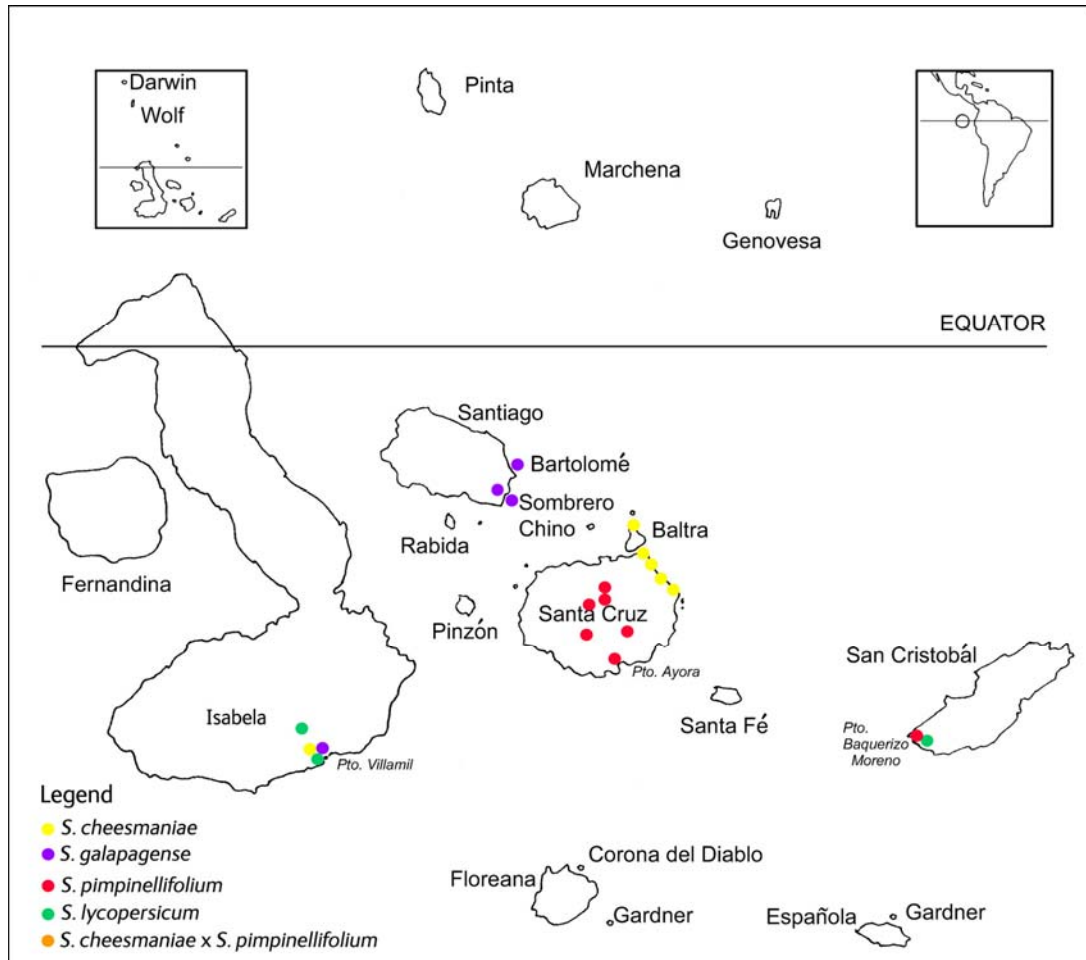 Darwin
Wolf
Pinta
Marchena
Genovesa
EQUATOR
Santiago
Bartolomé
Sombrero
Chino
Rabida
Baltra
Fernandina
Pinzón
Santa Cruz
Pto. Ayora
San Cristobál
Santa Fé
Pto.
Baquerizo
Moreno
Isabela
Pto. Villamil
Legend
S. cheesmaniae
S. galapagense
S. pimpinellifolium
S. lycopersicum
S. cheesmaniae x S. pimpinellifolium
Corona del Diablo
Floreana
Gardner
Española
Gardner